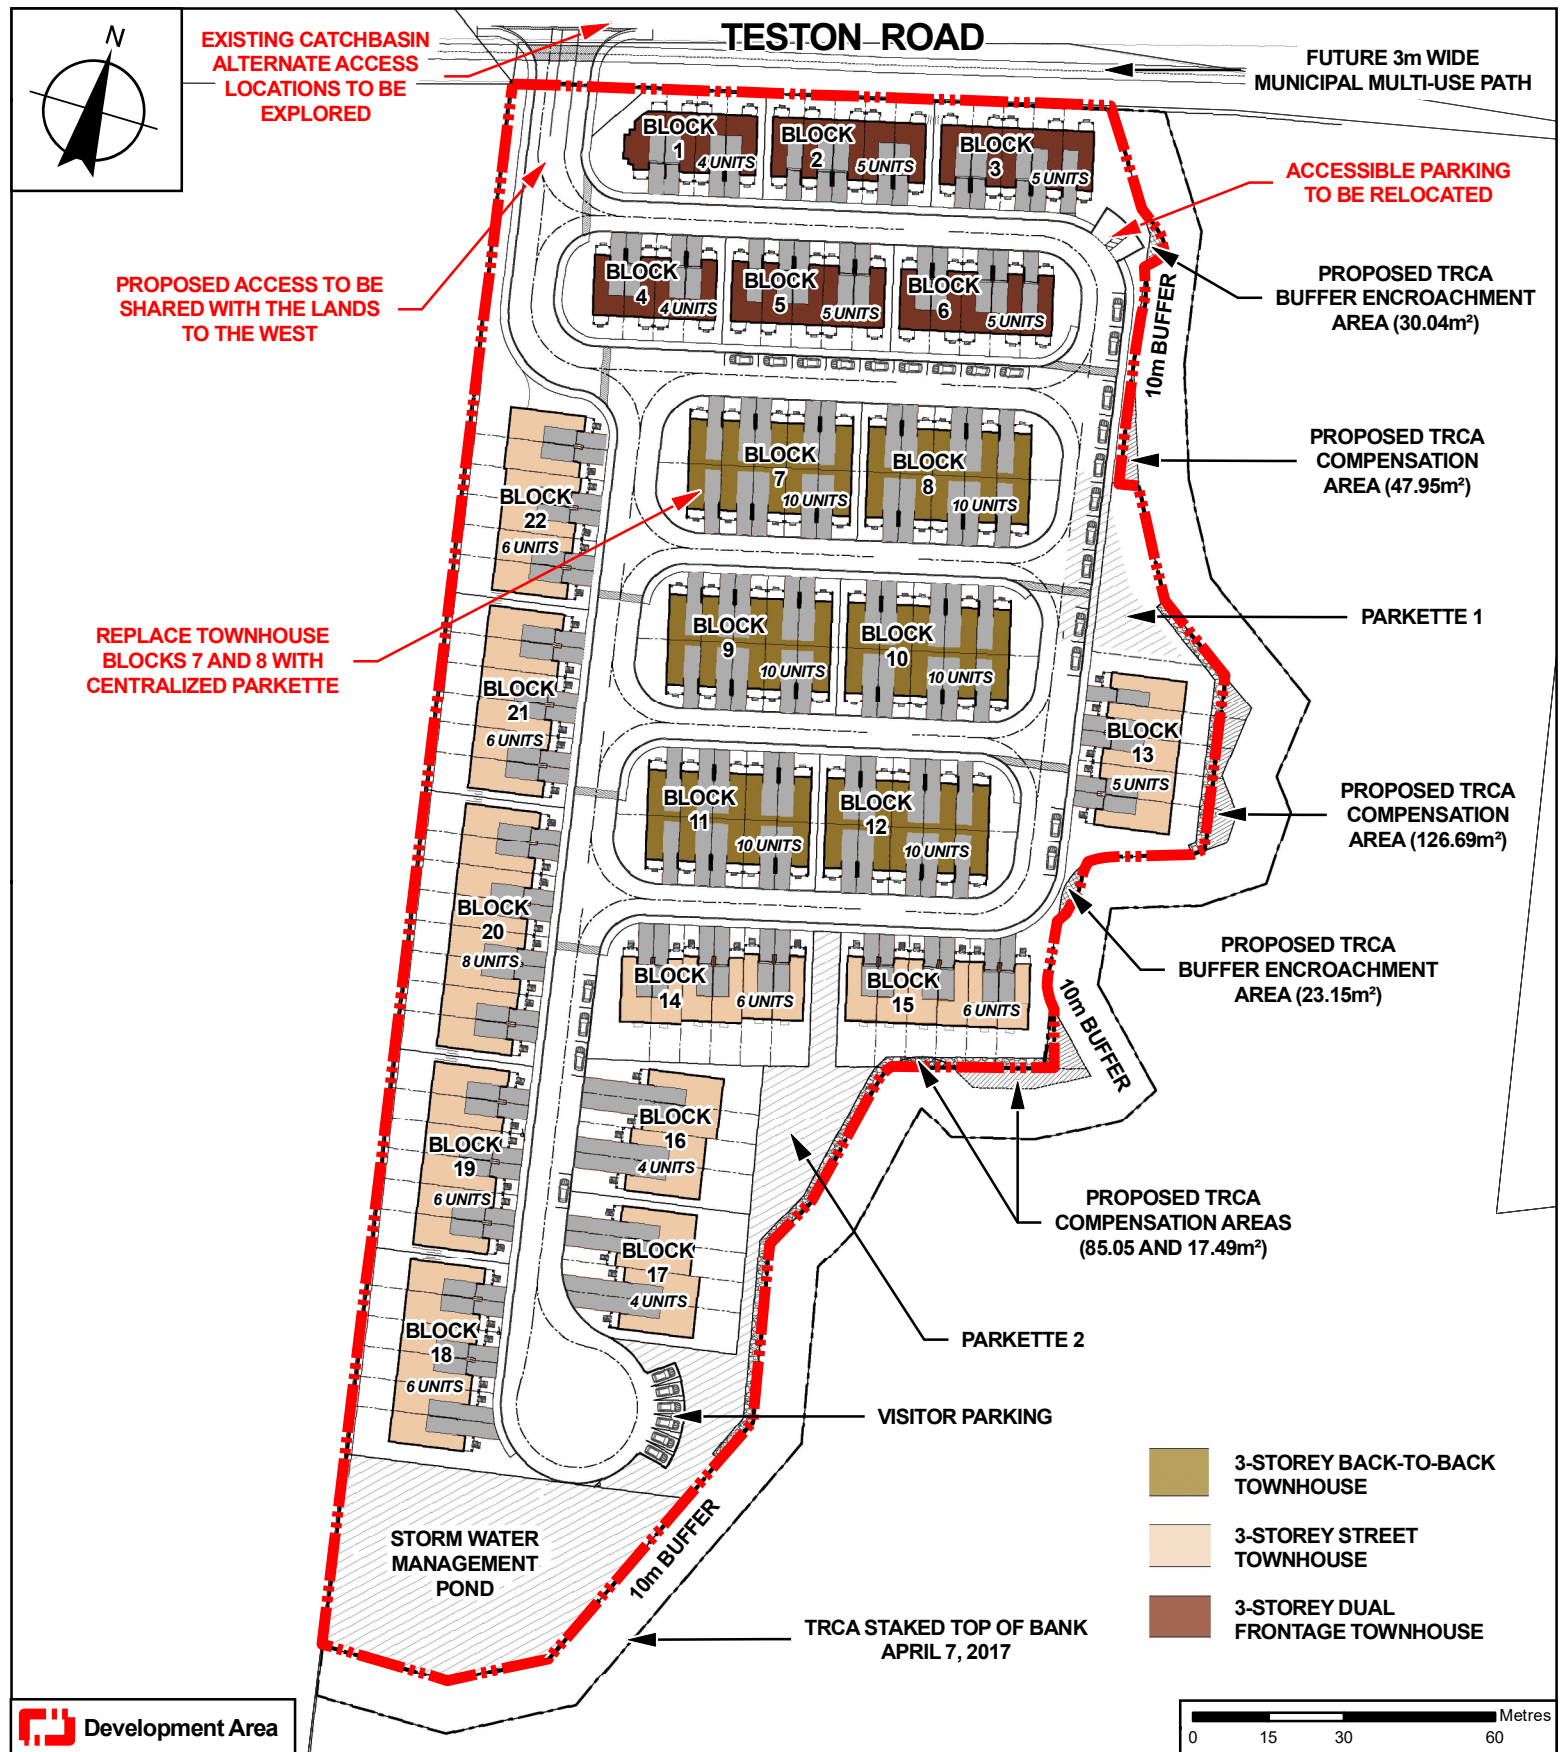 N
TESTON ROAD
EXISTING CATCHBASIN
ALTERNATE ACCESS
LOCATIONS TO BE
EXPLORED
FUTURE 3m WIDE
MUNICIPAL MULTI-USE PATH
BLOCK
1
4 UNITS
BLOCK
2
5 UNITS
BLOCK
3
5 UNITS
ACCESSIBLE PARKING
TO BE RELOCATED
PROPOSED ACCESS TO BE
SHARED WITH THE LANDS
TO THE WEST
BLOCK
4
4 UNITS
BLOCK
5
5 UNITS
BLOCK
6
5 UNITS
PROPOSED TRCA
BUFFER ENCROACHMENT
AREA (30.04m²)
10m BUFFER
BLOCK
7
10 UNITS
BLOCK
8
10 UNITS
PROPOSED TRCA
COMPENSATION
AREA (47.95m²)
BLOCK
22
6 UNITS
REPLACE TOWNHOUSE
BLOCKS 7 AND 8 WITH
CENTRALIZED PARKETTE
BLOCK
9
10 UNITS
BLOCK
10
10 UNITS
PARKETTE 1
BLOCK
21
6 UNITS
BLOCK
13
5 UNITS
BLOCK
11
10 UNITS
BLOCK
12
10 UNITS
PROPOSED TRCA
COMPENSATION
AREA (126.69m²)
BLOCK
20
8 UNITS
PROPOSED TRCA
BUFFER ENCROACHMENT
AREA (23.15m²)
BLOCK
14
6 UNITS
BLOCK
15
6 UNITS
10m BUFFER
BLOCK
19
6 UNITS
BLOCK
16
4 UNITS
PROPOSED TRCA
COMPENSATION AREAS
(85.05 AND 17.49m²)
BLOCK
17
4 UNITS
BLOCK
18
6 UNITS
PARKETTE 2
VISITOR PARKING
STORM WATER
MANAGEMENT
POND
10m BUFFER
TRCA STAKED TOP OF BANK
APRIL 7, 2017
3-STOREY BACK-TO-BACK
TOWNHOUSE
3-STOREY STREET
TOWNHOUSE
3-STOREY DUAL
FRONTAGE TOWNHOUSE
Development Area
Metres
0 15 30 60